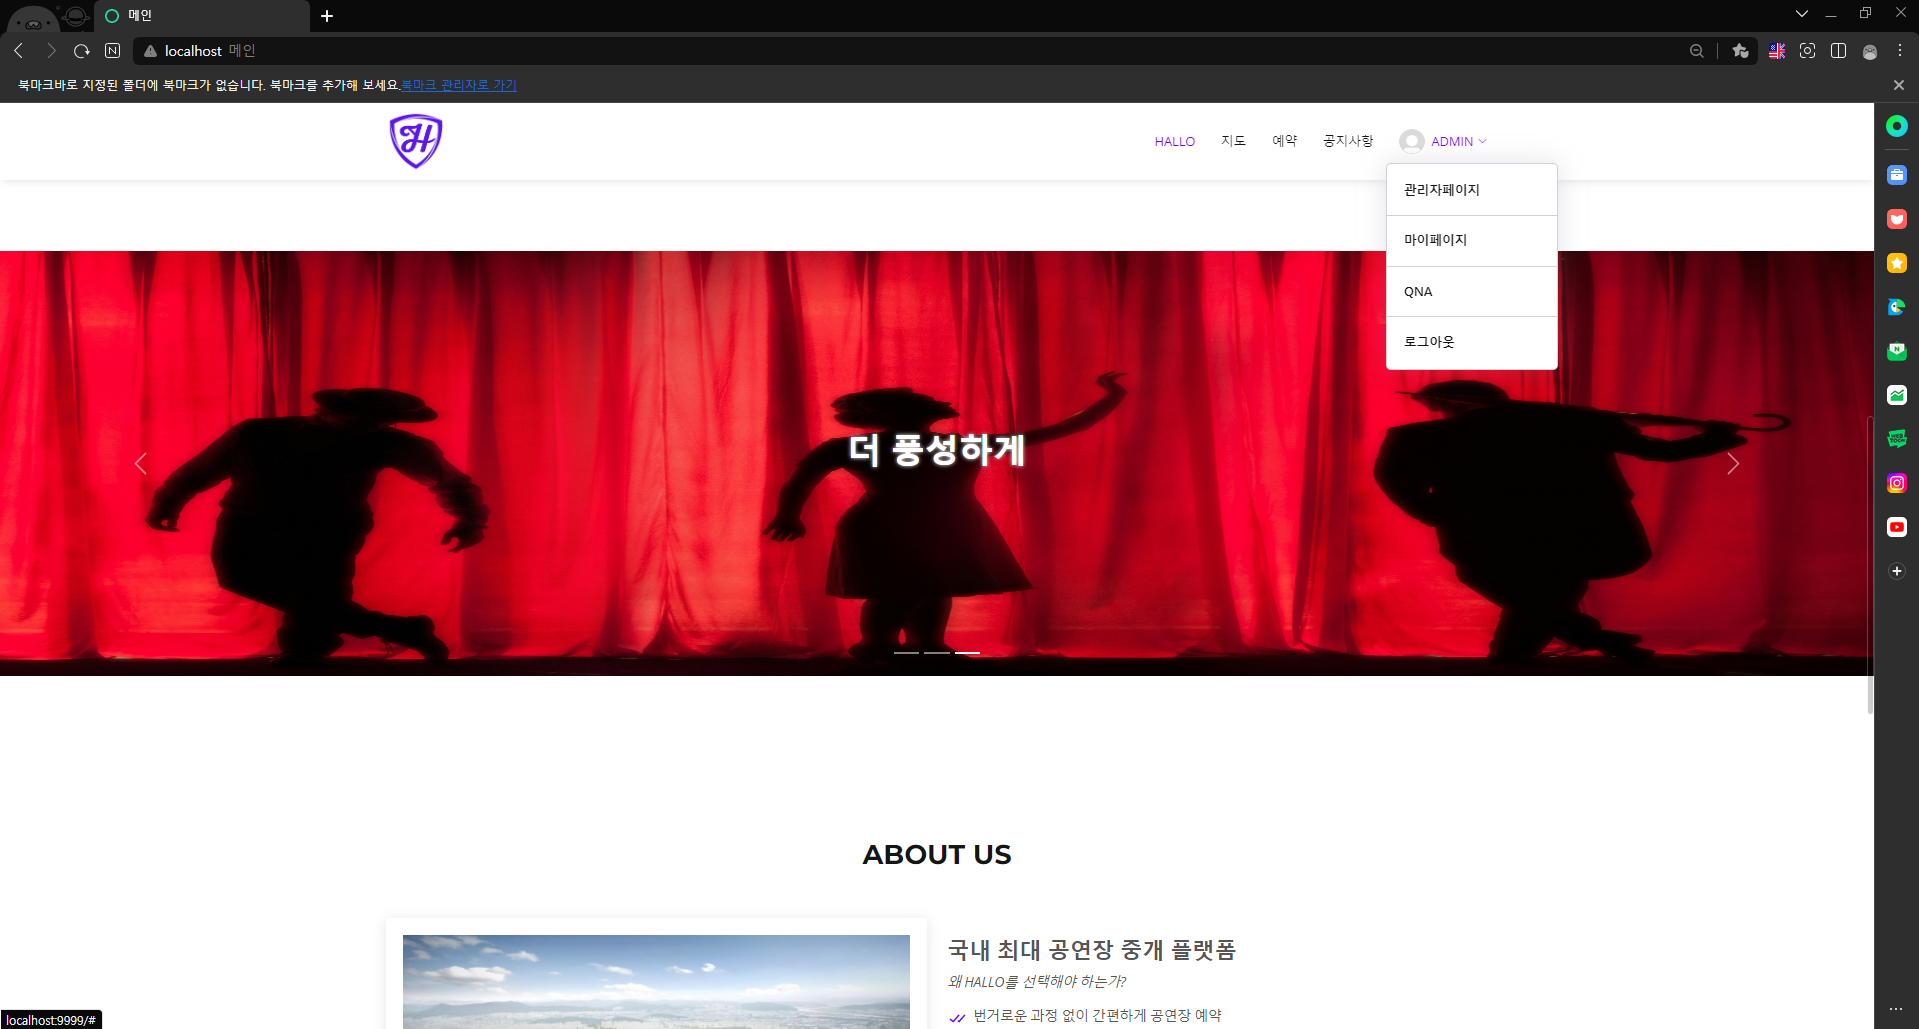 메인
localhost 메인
북마크바로 지정된 폴더에 북마크가 없습니다. 북마크를 추가해 보세요.북마크 관리자로 가기
H
HALLO 지도 예약 공지사항 ADMIN
관리자페이지
마이페이지
QNA
로그아웃
더 풍성하게
ABOUT US
국내 최대 공연장 중개 플랫폼
왜 HALLO를 선택해야 하는가?
번거로운 과정 없이 간편하게 공연장 예약
localhost:9999/#